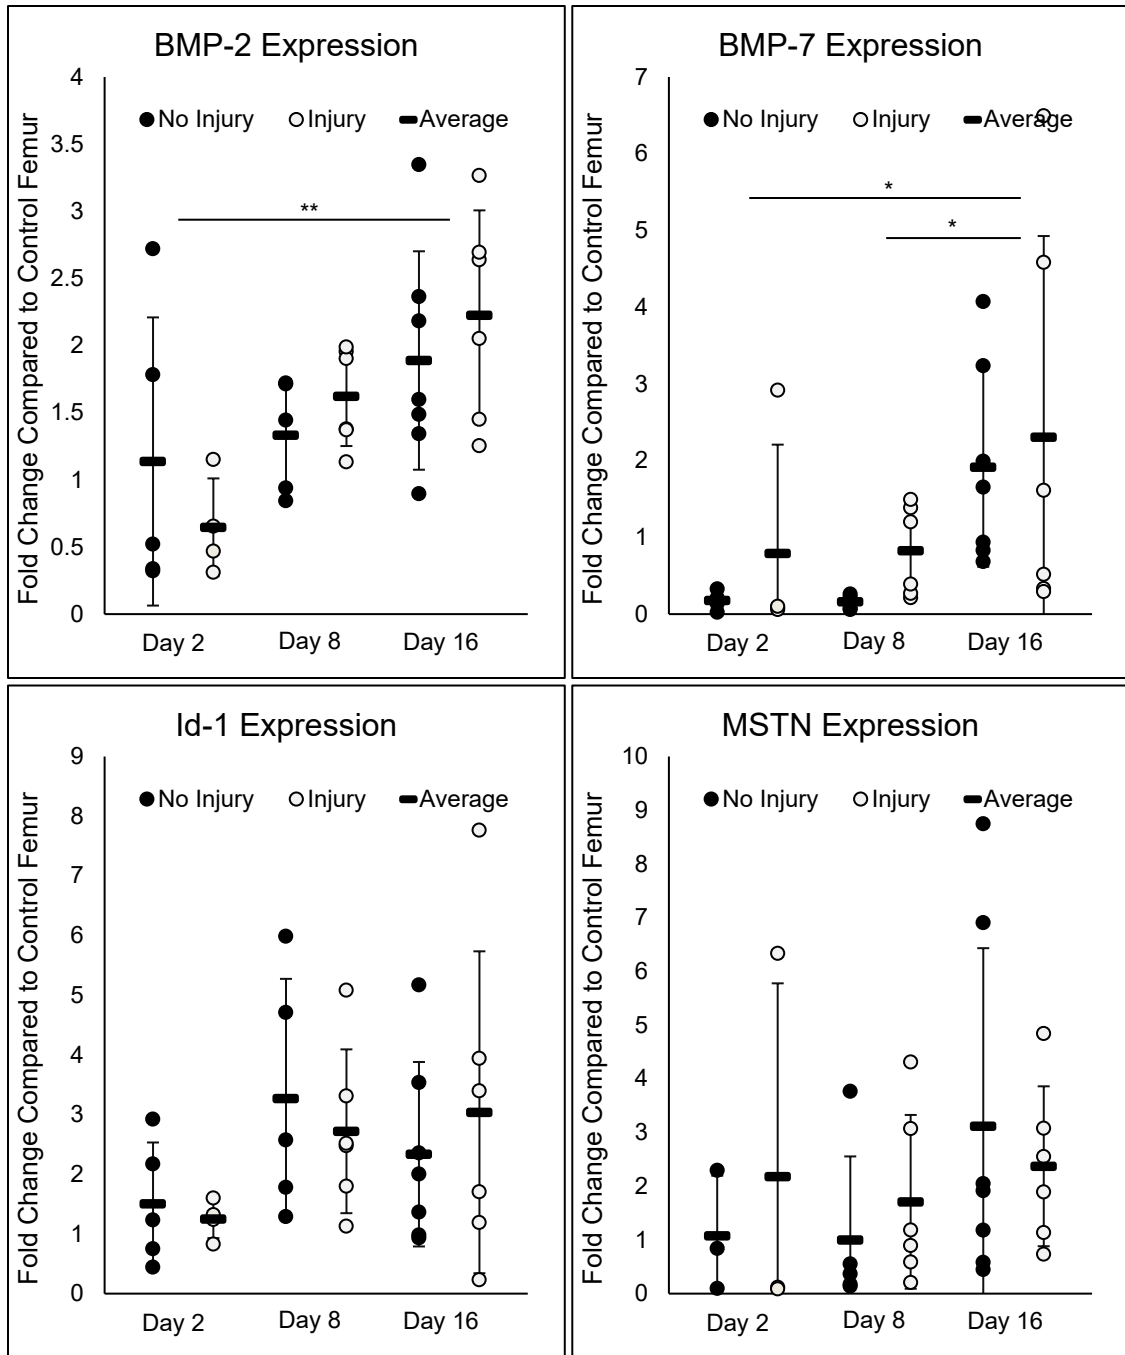 BMP-2 Expression
4
3.5
3
2.5
2
1.5
1
0.5
0
Fold Change Compared to Control Femur
No Injury Injury Average
**
Day 2 Day 8 Day 16
BMP-7 Expression
7
6
5
4
3
2
1
0
Fold Change Compared to Control Femur
No Injury Injury Average
*
*
Day 2 Day 8 Day 16
Id-1 Expression
9
8
7
6
5
4
3
2
1
0
Fold Change Compared to Control Femur
No Injury Injury Average
Day 2 Day 8 Day 16
MSTN Expression
10
9
8
7
6
5
4
3
2
1
0
Fold Change Compared to Control Femur
No Injury Injury Average
Day 2 Day 8 Day 16